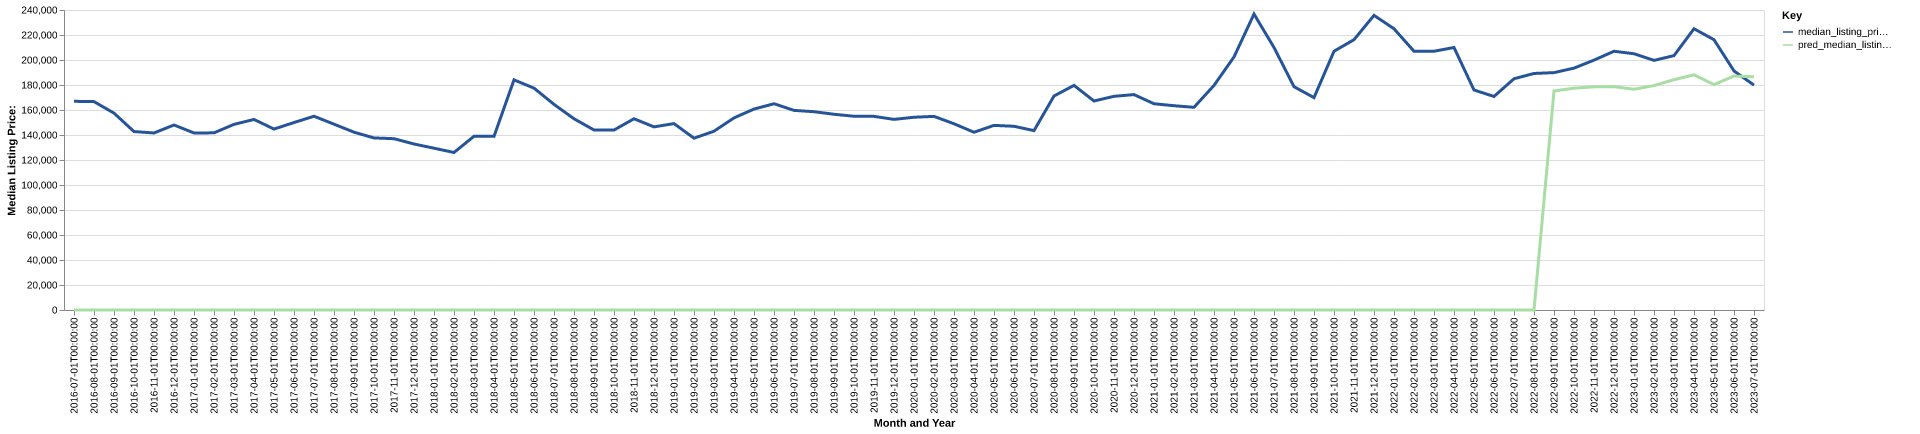 240,000
220,000
200,000
180,000
160,000
140,000
120,000
100,000
80,000
60,000
40,000
20,000
0
Median Listing Price:
2016-07-01T00:00:00
2016-08-01T00:00:00
2016-09-01T00:00:00
2016-10-01T00:00:00
2016-11-01T00:00:00
2016-12-01T00:00:00
2017-01-01T00:00:00
2017-02-01T00:00:00
2017-03-01T00:00:00
2017-04-01T00:00:00
2017-05-01T00:00:00
2017-06-01T00:00:00
2017-07-01T00:00:00
2017-08-01T00:00:00
2017-09-01T00:00:00
2017-10-01T00:00:00
2017-11-01T00:00:00
2017-12-01T00:00:00
2018-01-01T00:00:00
2018-02-01T00:00:00
2018-03-01T00:00:00
2018-04-01T00:00:00
2018-05-01T00:00:00
2018-06-01T00:00:00
2018-07-01T00:00:00
2018-08-01T00:00:00
2018-09-01T00:00:00
2018-10-01T00:00:00
2018-11-01T00:00:00
2018-12-01T00:00:00
2019-01-01T00:00:00
2019-02-01T00:00:00
2019-03-01T00:00:00
2019-04-01T00:00:00
2019-05-01T00:00:00
2019-06-01T00:00:00
2019-07-01T00:00:00
2019-08-01T00:00:00
2019-09-01T00:00:00
2019-10-01T00:00:00
2019-11-01T00:00:00
2019-12-01T00:00:00
2020-01-01T00:00:00
2020-02-01T00:00:00
2020-03-01T00:00:00
2020-04-01T00:00:00
2020-05-01T00:00:00
2020-06-01T00:00:00
2020-07-01T00:00:00
2020-08-01T00:00:00
2020-09-01T00:00:00
2020-10-01T00:00:00
2020-11-01T00:00:00
2020-12-01T00:00:00
2021-01-01T00:00:00
2021-02-01T00:00:00
2021-03-01T00:00:00
2021-04-01T00:00:00
2021-05-01T00:00:00
2021-06-01T00:00:00
2021-07-01T00:00:00
2021-08-01T00:00:00
2021-09-01T00:00:00
2021-10-01T00:00:00
2021-11-01T00:00:00
2021-12-01T00:00:00
2022-01-01T00:00:00
2022-02-01T00:00:00
2022-03-01T00:00:00
2022-04-01T00:00:00
2022-05-01T00:00:00
2022-06-01T00:00:00
2022-07-01T00:00:00
2022-08-01T00:00:00
2022-09-01T00:00:00
2022-10-01T00:00:00
2022-11-01T00:00:00
2022-12-01T00:00:00
2023-01-01T00:00:00
2023-02-01T00:00:00
2023-03-01T00:00:00
2023-04-01T00:00:00
2023-05-01T00:00:00
2023-06-01T00:00:00
2023-07-01T00:00:00
Month and Year
Key
median_listing_pri…
pred_median_listin…